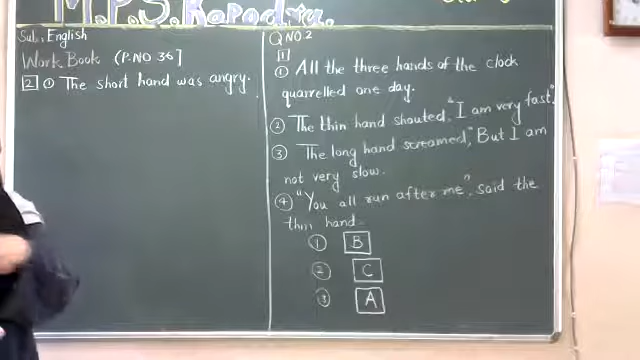 M.P.S. Kapodra.
Sub. English
Work Book (P.NO 36]
[2] ① The short hand was angry.
Q NO.2
[1]
① All the three hands of the clock
quarrelled one day.
② The thin hand shouted, "I am very fast".
③ The long hand screamed," But I am
not very slow.
④ "You all run after me", said the
thin hand.
① B
② C
③ A